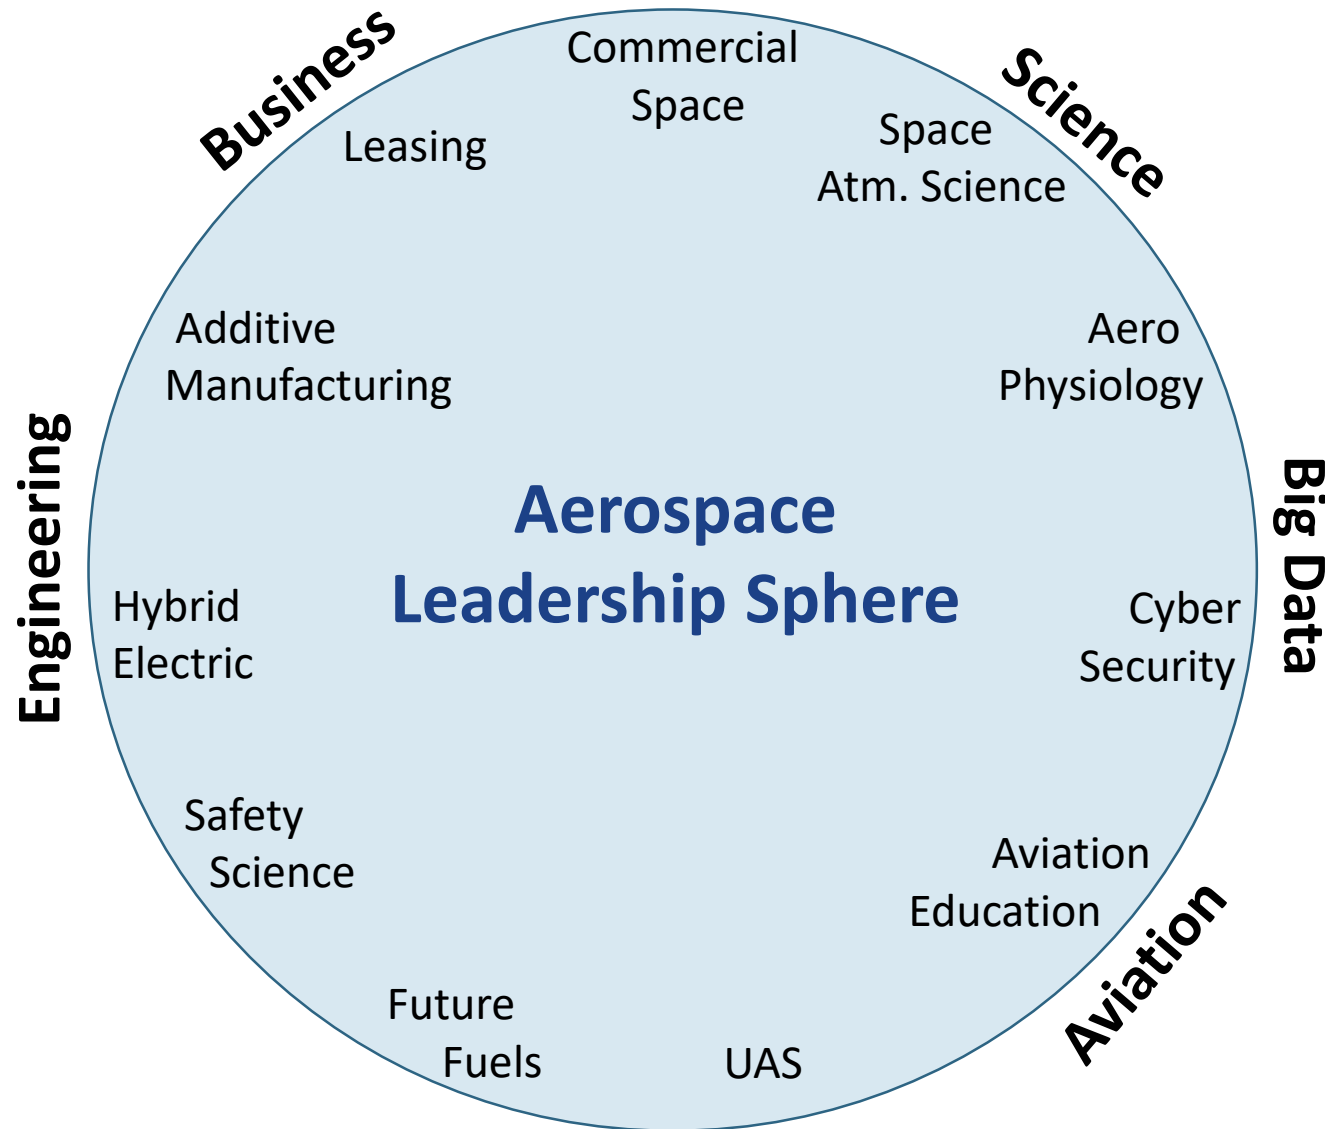 Business
Commercial
Space
Science
Leasing
Space
Atm. Science
Additive
Manufacturing
Aero
Physiology
Engineering
Aerospace
Leadership Sphere
Big Data
Hybrid
Electric
Cyber
Security
Safety
Science
Aviation
Education
Aviation
Future
Fuels
UAS